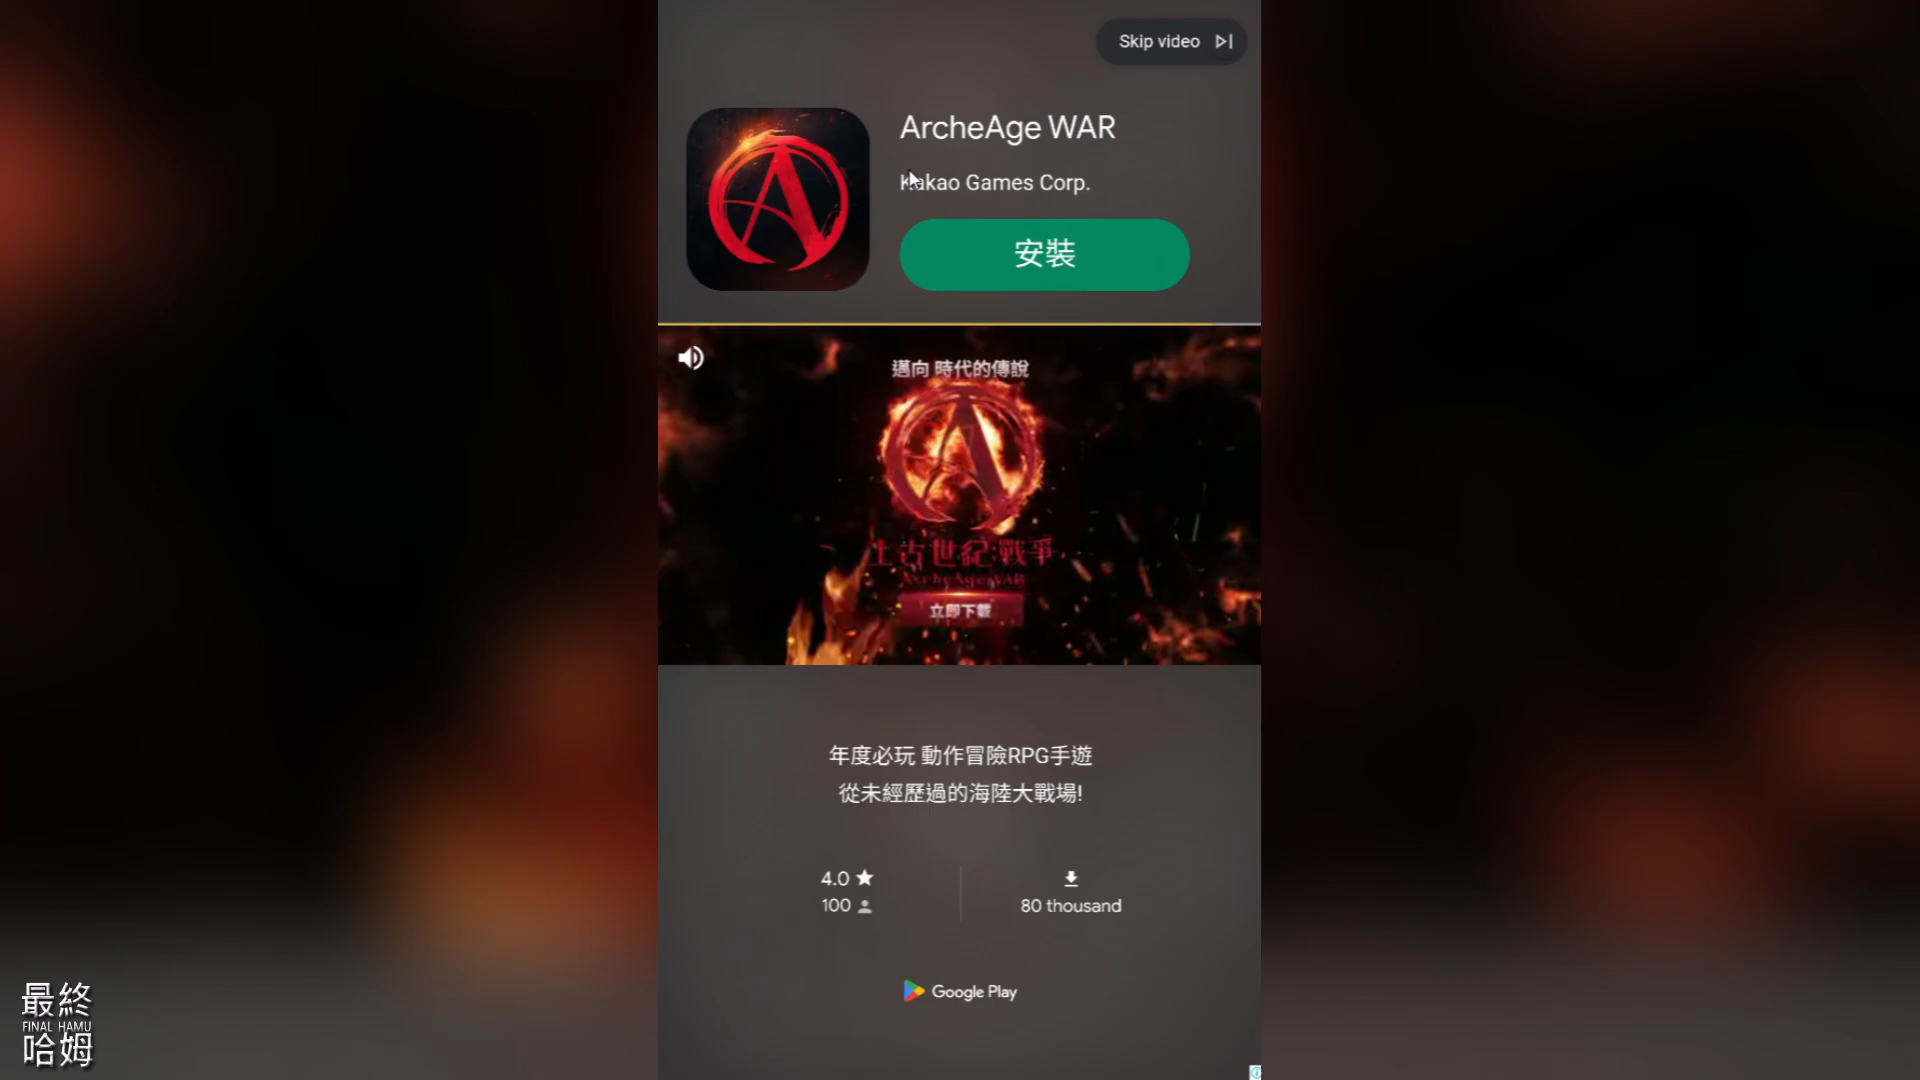 Skip video
ArcheAge WAR
Kakao Games Corp.
安裝
邁向 時代的傳說
上古世紀:戰爭
ArcheAge WAR
立即下載
年度必玩 動作冒險RPG手遊
從未經歷過的海陸大戰場!
4.0
100
80 thousand
Google Play
最終
FINAL HAMU
哈姆